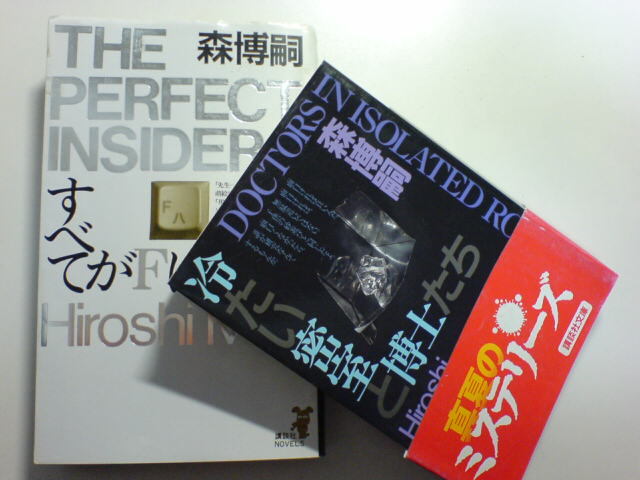 THE
PERFECT
INSIDER
森博嗣
F
ハ
すべ
てがFに
Hiroshi M
講談社
NOVELS
DOCTORS
IN ISOLATED RO
森博嗣
冷たい
密室と
博士たち
Hiroshi
講談社文庫
真夏の
ミステリーズ